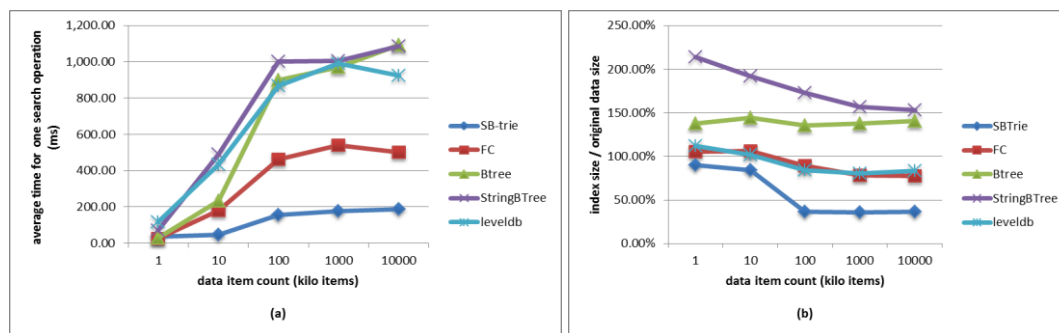 1,200.00
1,000.00
800.00
600.00
400.00
200.00
0.00
average time for one search operation
(ms)
1 10 100 1000 10000
data item count (kilo items)
SB-trie
FC
Btree
StringBTree
leveldb
(a)
250.00%
200.00%
150.00%
100.00%
50.00%
0.00%
index size / original data size
1 10 100 1000 10000
data item count (kilo items)
SBTrie
FC
Btree
StringBTree
leveldb
(b)